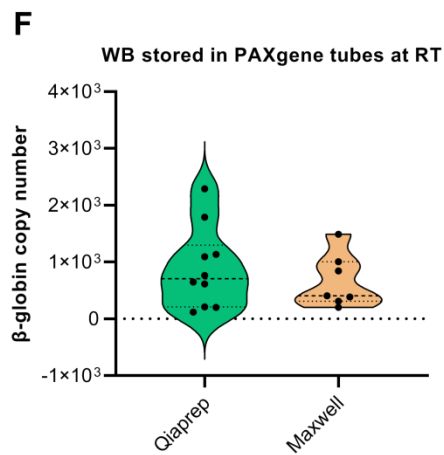 F
WB stored in PAXgene tubes at RT
β-globin copy number
4×10³
3×10³
2×10³
1×10³
0
-1×10³
Qiaprep
Maxwell